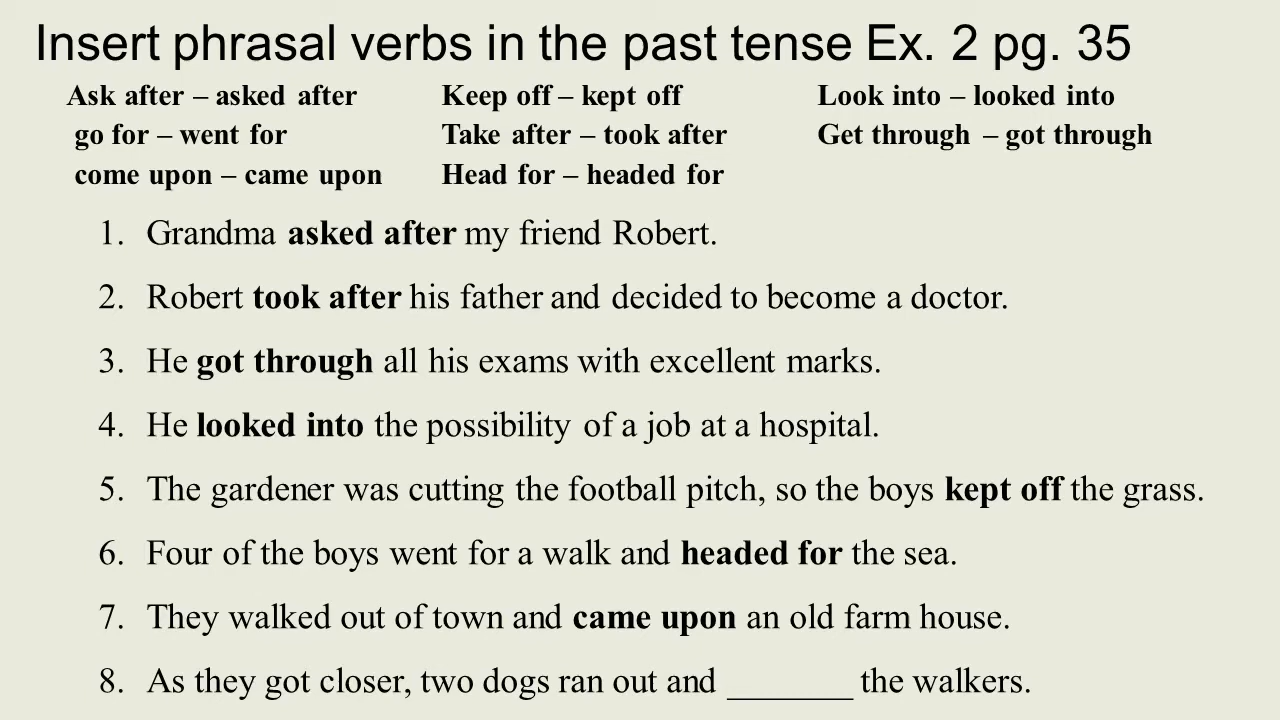 Insert phrasal verbs in the past tense Ex. 2 pg. 35
Ask after – asked after
go for – went for
come upon – came upon
Keep off – kept off
Take after – took after
Head for – headed for
Look into – looked into
Get through – got through
1. Grandma asked after my friend Robert.
2. Robert took after his father and decided to become a doctor.
3. He got through all his exams with excellent marks.
4. He looked into the possibility of a job at a hospital.
5. The gardener was cutting the football pitch, so the boys kept off the grass.
6. Four of the boys went for a walk and headed for the sea.
7. They walked out of town and came upon an old farm house.
8. As they got closer, two dogs ran out and _______ the walkers.